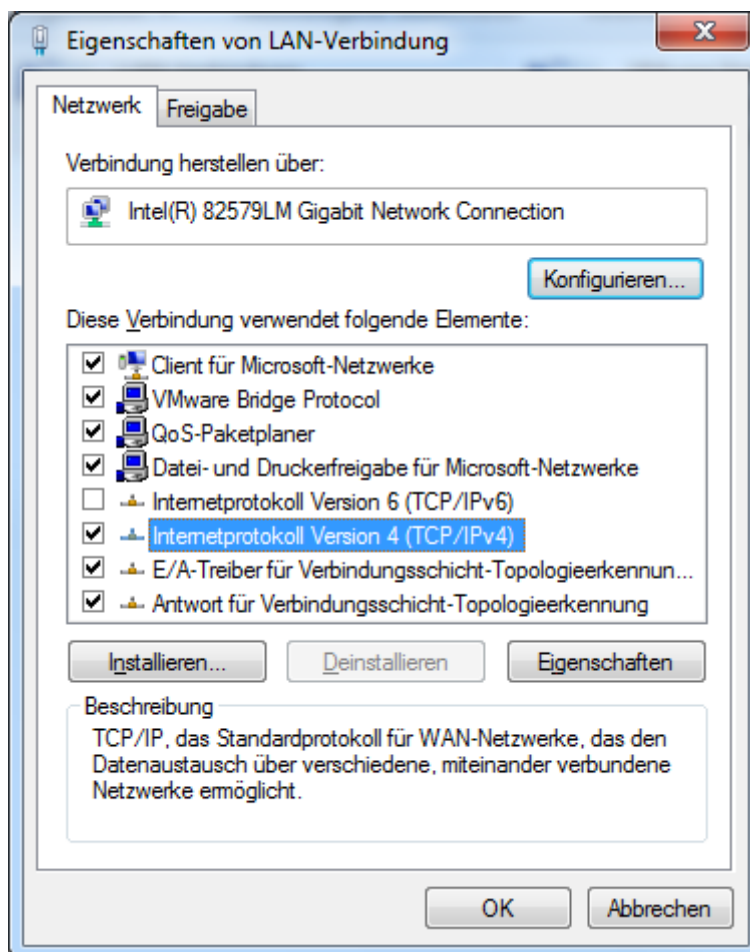 Eigenschaften von LAN-Verbindung
Netzwerk
Freigabe
Verbindung herstellen über:
Intel(R) 82579LM Gigabit Network Connection
Konfigurieren...
Diese Verbindung verwendet folgende Elemente:
Client für Microsoft-Netzwerke
VMware Bridge Protocol
QoS-Paketplaner
Datei- und Druckerfreigabe für Microsoft-Netzwerke
Internetprotokoll Version 6 (TCP/IPv6)
Internetprotokoll Version 4 (TCP/IPv4)
E/A-Treiber für Verbindungsschicht-Topologieerkennun...
Antwort für Verbindungsschicht-Topologieerkennung
Installieren...
Deinstallieren
Eigenschaften
Beschreibung
TCP/IP, das Standardprotokoll für WAN-Netzwerke, das den
Datenaustausch über verschiedene, miteinander verbundene
Netzwerke ermöglicht.
OK
Abbrechen